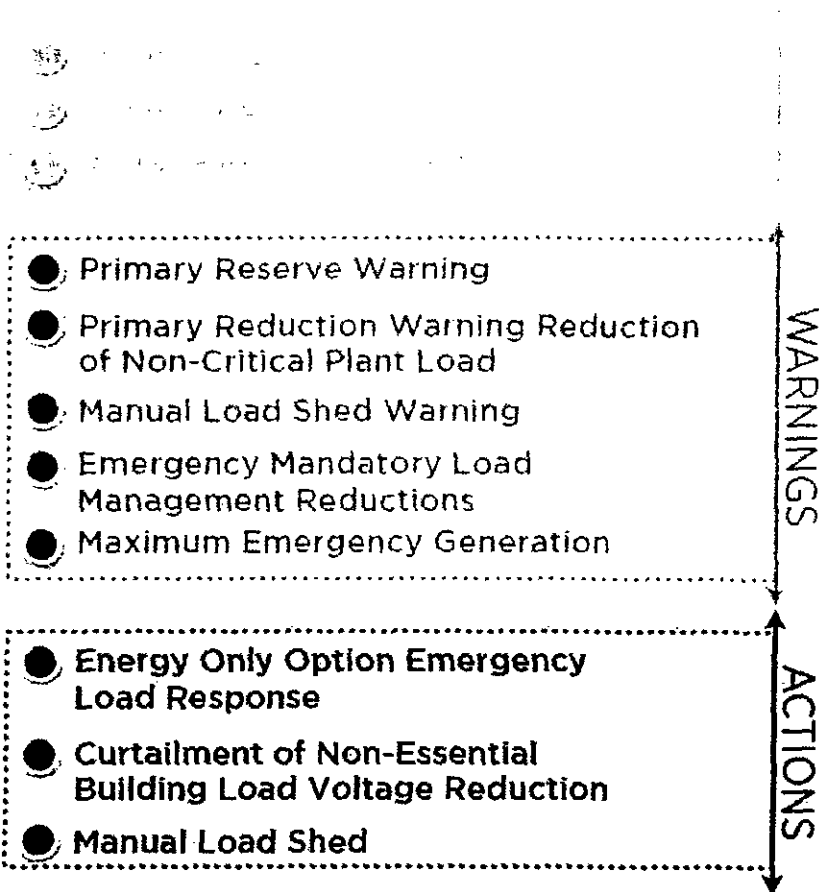 Primary Reserve Warning
Primary Reduction Warning Reduction
of Non-Critical Plant Load
Manual Load Shed Warning
Emergency Mandatory Load
Management Reductions
Maximum Emergency Generation
WARNINGS
Energy Only Option Emergency
Load Response
Curtailment of Non-Essential
Building Load Voltage Reduction
Manual Load Shed
ACTIONS